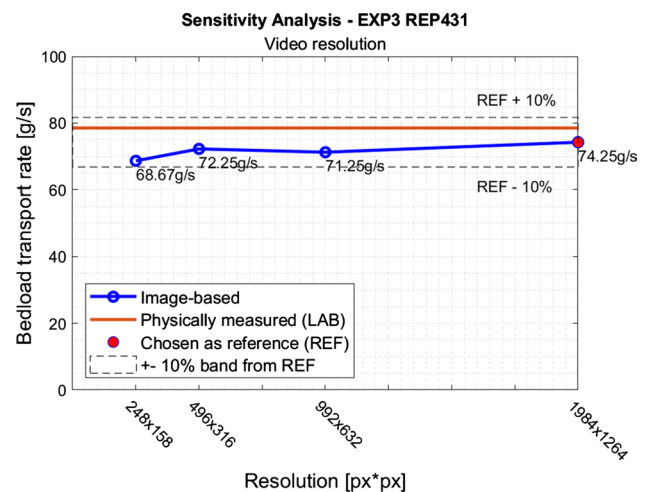 Sensitivity Analysis - EXP3 REP431
Video resolution
Bedload transport rate [g/s]
100
80
60
40
20
0
REF + 10%
REF - 10%
68.67g/s
72.25g/s
71.25g/s
74.25g/s
Image-based
Physically measured (LAB)
Chosen as reference (REF)
+- 10% band from REF
248x158
496x316
992x632
1984x1264
Resolution [px*px]